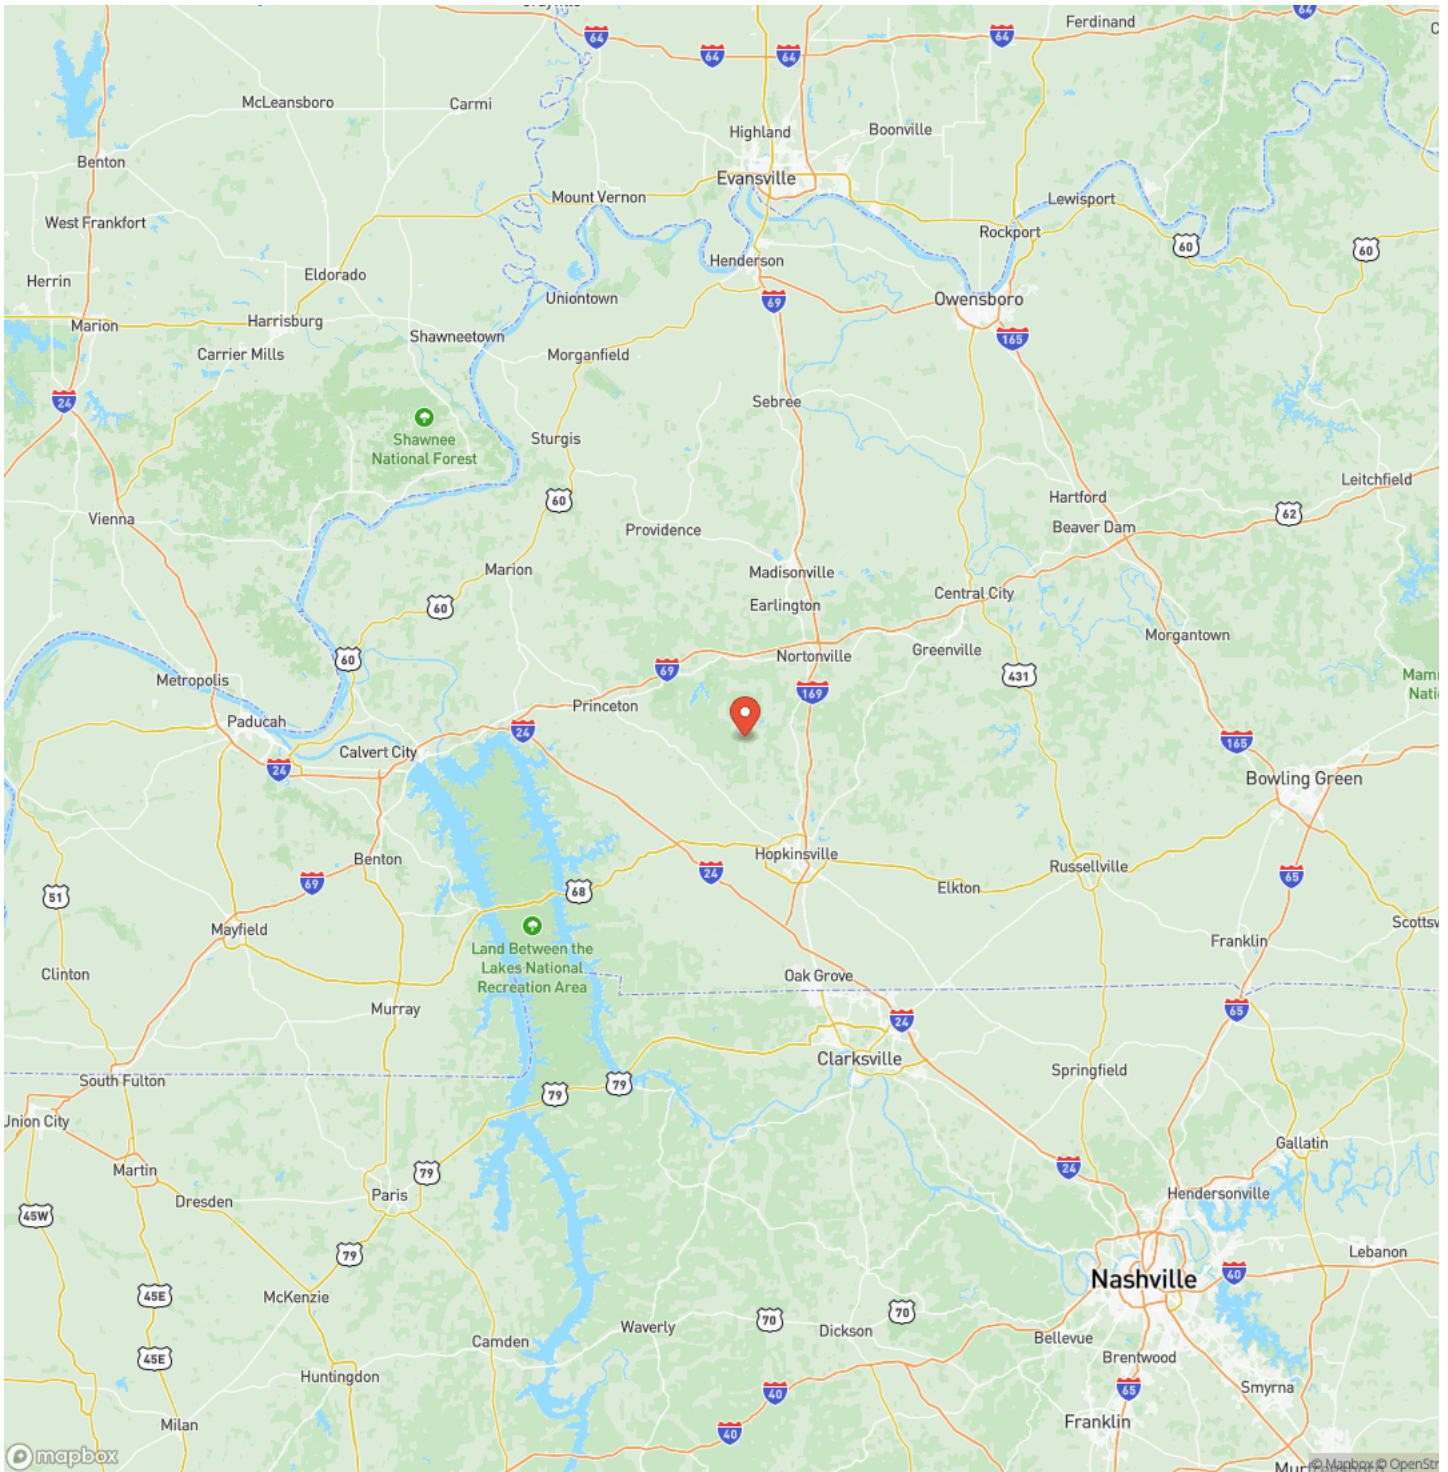 64
64
64
64
64
Ferdinand
McLeansboro
Carmi
Highland
Boonville
Benton
Evansville
Mount Vernon
Lewisport
West Frankfort
Rockport
60
60
Herrin
Eldorado
Henderson
Uniontown
69
Owensboro
Marion
Harrisburg
Shawneetown
165
Carrier Mills
Morganfield
24
Sebree
Shawnee
National Forest
Sturgis
Leitchfield
60
Hartford
62
Vienna
Providence
Beaver Dam
Marion
Madisonville
60
Earlington
Central City
Morgantown
60
Nortonville
Greenville
69
431
Metropolis
169
Princeton
Paducah
24
165
Calvert City
24
Bowling Green
Benton
Hopkinsville
Russellville
69
24
65
51
68
Elkton
Mayfield
Franklin
Land Between the
Lakes National
Recreation Area
Clinton
Oak Grove
Murray
65
24
Clarksville
South Fulton
Springfield
79
79
Union City
Gallatin
Martin
79
24
Dresden
Paris
Hendersonville
45W
79
Lebanon
40
Nashville
45E
McKenzie
70
70
Waverly
Dickson
Camden
Bellevue
45E
Brentwood
Huntingdon
40
65
Smyrna
Milan
Franklin
40
mapbox
© Mapbox © OpenStr